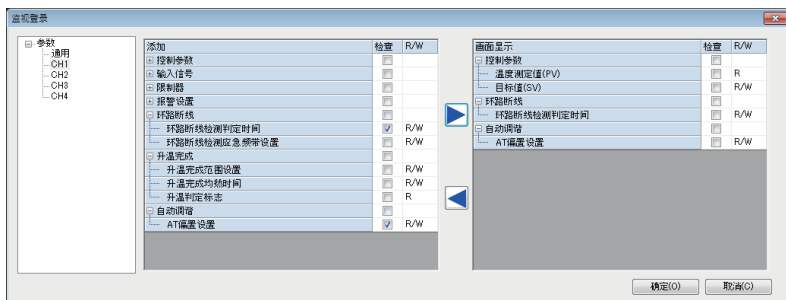 监视登录
参数
通用
CH1
CH2
CH3
CH4
添加 检查 R/W
控制参数
输入信号
限制器
报警设置
环路断线
环路断线检测判定时间 R/W
环路断线检测应急频带设置 R/W
升温完成
升温完成范围设置 R/W
升温完成均热时间 R/W
升温判定标志 R
自动调谐
AT偏置设置 R/W
画面显示 检查 R/W
控制参数
温度测定值(PV) R
目标值(SV) R/W
环路断线
环路断线检测判定时间 R/W
自动调谐
AT偏置设置 R/W
确定(O) 取消(C)